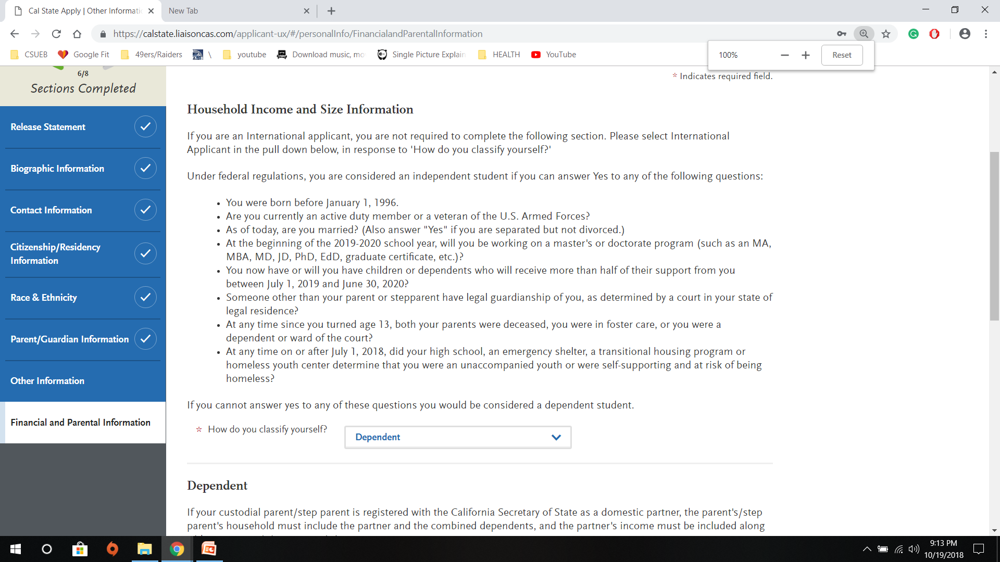 Cal State Apply | Other Informatic
New Tab
https://calstate.liaisoncas.com/applicant-ux/#/personalInfo/FinancialandParentalInformation
CSUEB
Google Fit
49ers/Raiders
\
youtube
Download music, mo
Single Picture Explain
HEALTH
YouTube
100%
Reset
6/8
Sections Completed
Release Statement
Biographic Information
Contact Information
Citizenship/Residency
Information
Race & Ethnicity
Parent/Guardian Information
Other Information
Financial and Parental Information
* Indicates required field.
Household Income and Size Information
If you are an International applicant, you are not required to complete the following section. Please select International
Applicant in the pull down below, in response to 'How do you classify yourself?'
Under federal regulations, you are considered an independent student if you can answer Yes to any of the following questions:
• You were born before January 1, 1996.
• Are you currently an active duty member or a veteran of the U.S. Armed Forces?
• As of today, are you married? (Also answer "Yes" if you are separated but not divorced.)
• At the beginning of the 2019-2020 school year, will you be working on a master's or doctorate program (such as an MA,
MBA, MD, JD, PhD, EdD, graduate certificate, etc.)?
• You now have or will you have children or dependents who will receive more than half of their support from you
between July 1, 2019 and June 30, 2020?
• Someone other than your parent or stepparent have legal guardianship of you, as determined by a court in your state of
legal residence?
• At any time since you turned age 13, both your parents were deceased, you were in foster care, or you were a
dependent or ward of the court?
• At any time on or after July 1, 2018, did your high school, an emergency shelter, a transitional housing program or
homeless youth center determine that you were an unaccompanied youth or were self-supporting and at risk of being
homeless?
If you cannot answer yes to any of these questions you would be considered a dependent student.
* How do you classify yourself?
Dependent
Dependent
If your custodial parent/step parent is registered with the California Secretary of State as a domestic partner, the parent's/step
parent's household must include the partner and the combined dependents, and the partner's income must be included along
9:13 PM
10/19/2018